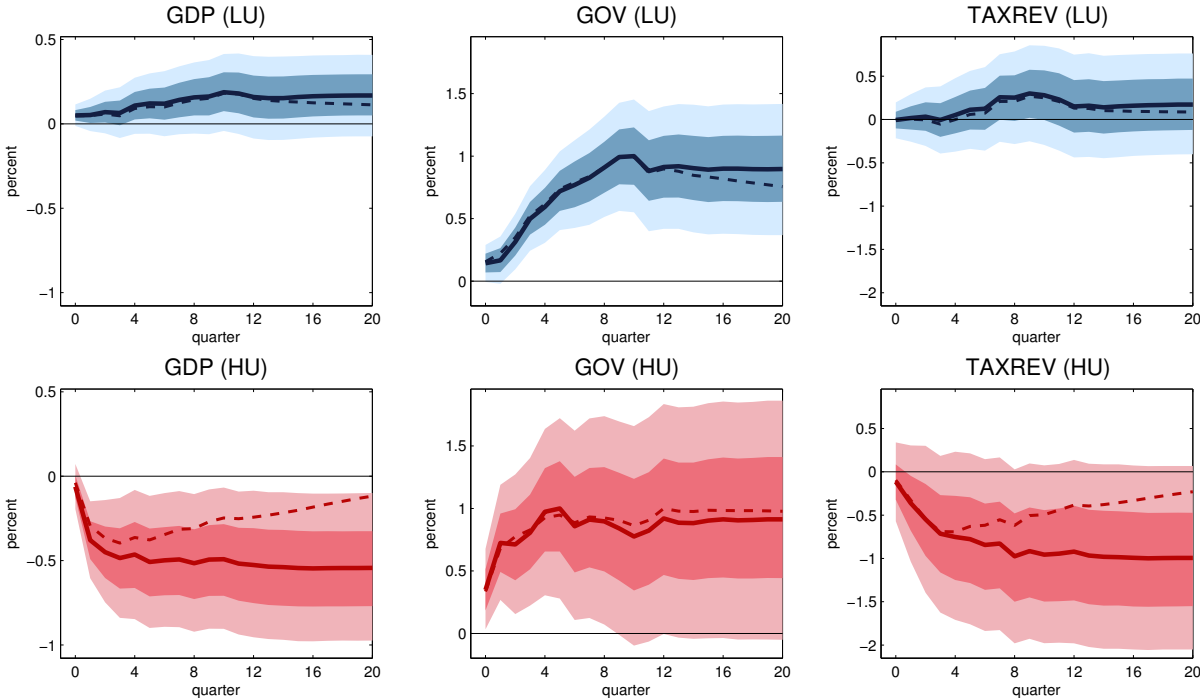 GDP (LU)
0.5
0
−0.5
−1
percent
0 4 8 12 16 20
quarter
GOV (LU)
1.5
1
0.5
0
percent
0 4 8 12 16 20
quarter
TAXREV (LU)
0.5
0
−0.5
−1
−1.5
−2
percent
0 4 8 12 16 20
quarter
GDP (HU)
0.5
0
−0.5
−1
percent
0 4 8 12 16 20
quarter
GOV (HU)
1.5
1
0.5
0
percent
0 4 8 12 16 20
quarter
TAXREV (HU)
0.5
0
−0.5
−1
−1.5
−2
percent
0 4 8 12 16 20
quarter